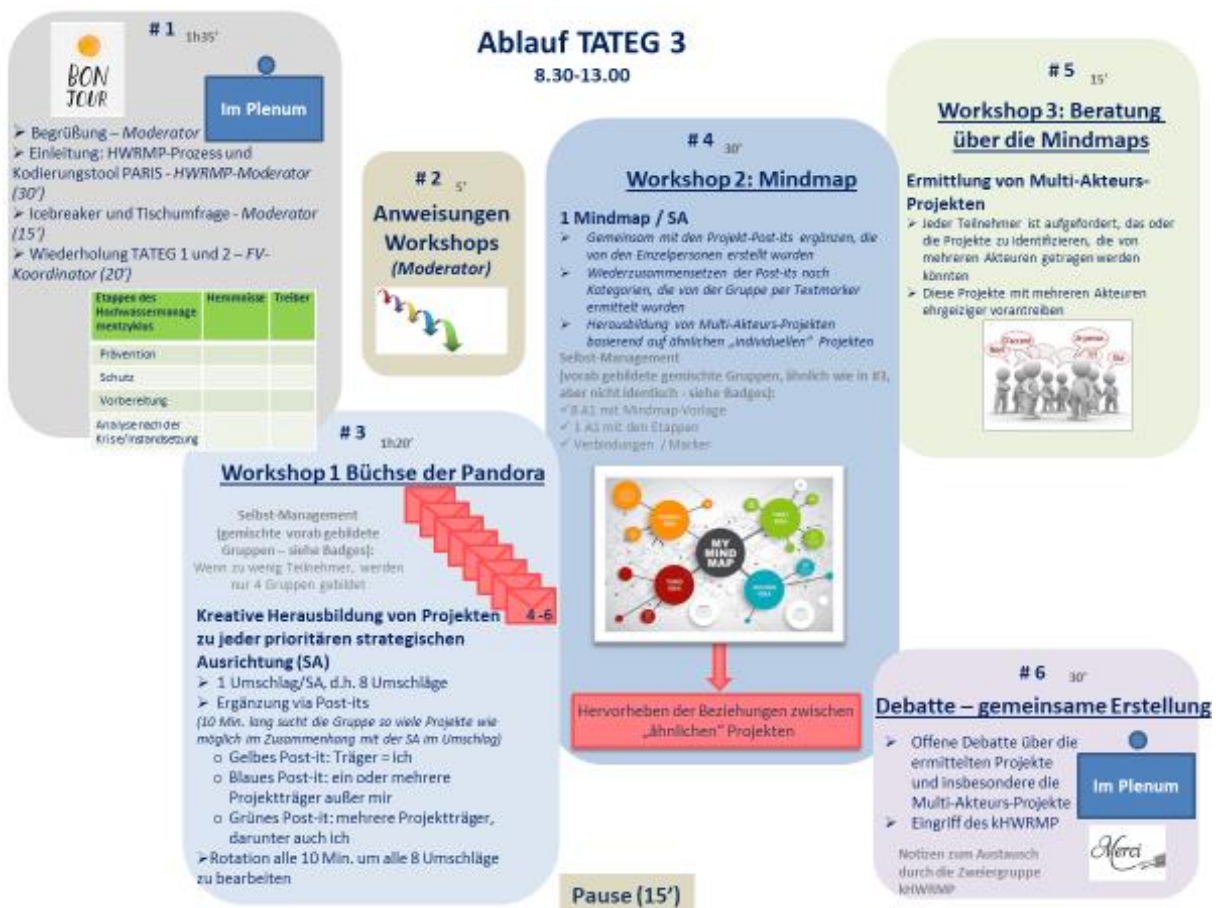 Ablauf TATEG 3
8.30-13.00
# 1 1h35'
BON
JOUR
Im Plenum
➢ Begrüßung – Moderator
➢ Einleitung: HWRMP-Prozess und
Kodierungstool PARIS - HWRMP-Moderator
(30')
➢ Icebreaker und Tischumfrage - Moderator
(15')
➢ Wiederholung TATEG 1 und 2 – FV-
Koordinator (20')
Etappen des Hemmnisse Treiber
Hochwassermanage
mentzyklus
Prävention
Schutz
Vorbereitung
Analyse nach der
Krise/Instandsetzung
# 2 5'
Anweisungen
Workshops
(Moderator)
# 3 1h20'
Workshop 1 Büchse der Pandora
Selbst-Management
(gemischte vorab gebildete
Gruppen – siehe Badges):
Wenn zu wenig Teilnehmer, werden
nur 4 Gruppen gebildet
4 -6
Kreative Herausbildung von Projekten
zu jeder prioritären strategischen
Ausrichtung (SA)
➢ 1 Umschlag/SA, d.h. 8 Umschläge
➢ Ergänzung via Post-its
(10 Min. lang sucht die Gruppe so viele Projekte wie
möglich im Zusammenhang mit der SA im Umschlag)
o Gelbes Post-it: Träger = ich
o Blaues Post-it: ein oder mehrere
Projektträger außer mir
o Grünes Post-it: mehrere Projektträger,
darunter auch ich
➢Rotation alle 10 Min. um alle 8 Umschläge
zu bearbeiten
Pause (15')
# 4 30'
Workshop 2: Mindmap
1 Mindmap / SA
➢ Gemeinsam mit den Projekt-Post-its ergänzen, die
von den Einzelpersonen erstellt wurden
➢ Wiederzusammensetzen der Post-its nach
Kategorien, die von der Gruppe per Textmarker
ermittelt wurden
➢ Herausbildung von Multi-Akteurs-Projekten
basierend auf ähnlichen „individuellen" Projekten
Selbst-Management
(vorab gebildete gemischte Gruppen, ähnlich wie in #3,
aber nicht identisch - siehe Badges):
✓8 A1 mit Mindmap-Vorlage
✓ 1 A1 mit den Etappen
✓ Verbindungen / Marker
MY
MIND
MAP
Hervorheben der Beziehungen zwischen
„ähnlichen" Projekten
# 5 15'
Workshop 3: Beratung
über die Mindmaps
Ermittlung von Multi-Akteurs-
Projekten
➢ Jeder Teilnehmer ist aufgefordert, das oder
die Projekte zu identifizieren, die von
mehreren Akteuren getragen werden
könnten
➢ Diese Projekte mit mehreren Akteuren
ehrgeiziger vorantreiben
# 6 30'
Debatte – gemeinsame Erstellung
➢ Offene Debatte über die
ermittelten Projekte
und insbesondere die
Multi-Akteurs-Projekte
➢ Eingriff des kHWRMP
Im Plenum
Notizen zum Austausch
durch die Zweiergruppe
kHWRMP
Merci